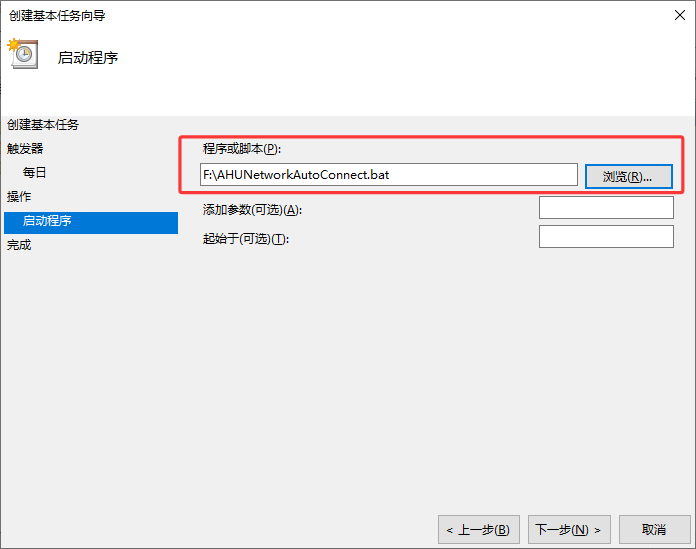 创建基本任务向导
启动程序
创建基本任务
触发器
每日
操作
启动程序
完成
程序或脚本(P):
F:\AHUNetworkAutoConnect.bat
浏览(R)...
添加参数(可选)(A):
起始于(可选)(T):
< 上一步(B)
下一步(N) >
取消